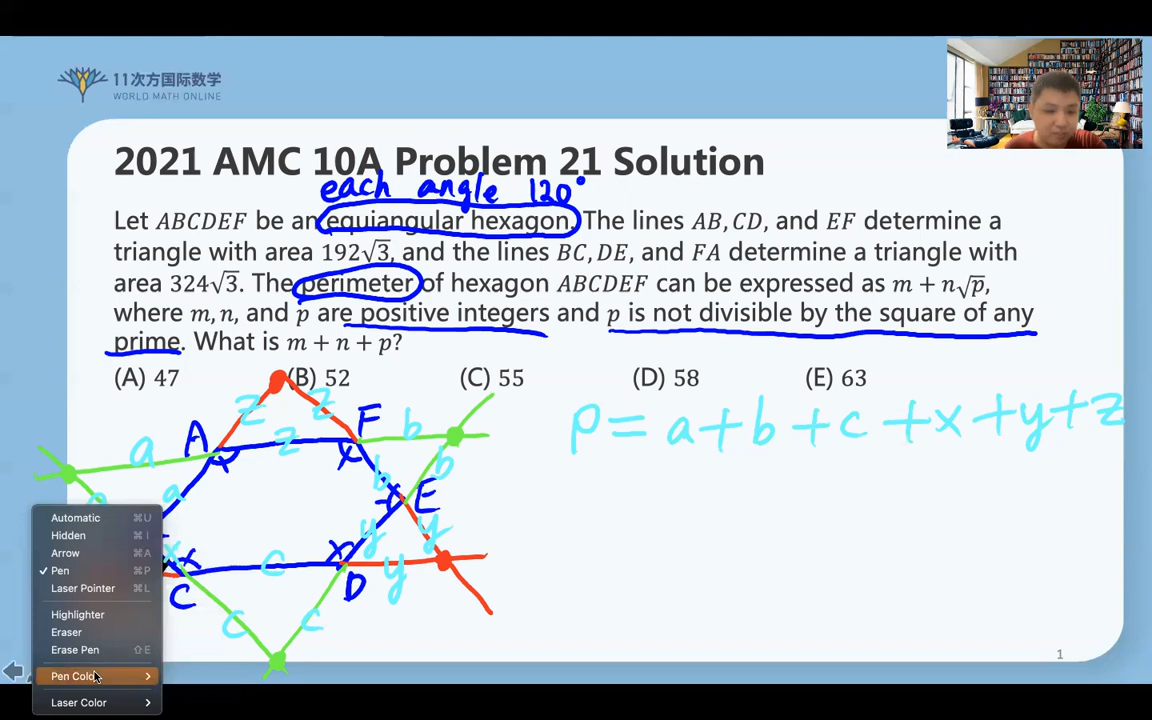 11次方国际数学
WORLD MATH ONLINE
2021 AMC 10A Problem 21 Solution
each angle 120°
Let ABCDEF be an equiangular hexagon. The lines AB, CD, and EF determine a
triangle with area 192√3, and the lines BC, DE, and FA determine a triangle with
area 324√3. The perimeter of hexagon ABCDEF can be expressed as m + n√p,
where m, n, and p are positive integers and p is not divisible by the square of any
prime. What is m + n + p?
(A) 47 (B) 52 (C) 55 (D) 58 (E) 63
P = a + b + c + x + y + z
z z
A F b
a z
b b
a E
x y y
c y
C D
c c
Automatic ⌘U
Hidden ⌘I
Arrow ⌘A
✓ Pen ⌘P
Laser Pointer ⌘L
Highlighter
Eraser
Erase Pen ⇧E
Pen Colo
Laser Color
1